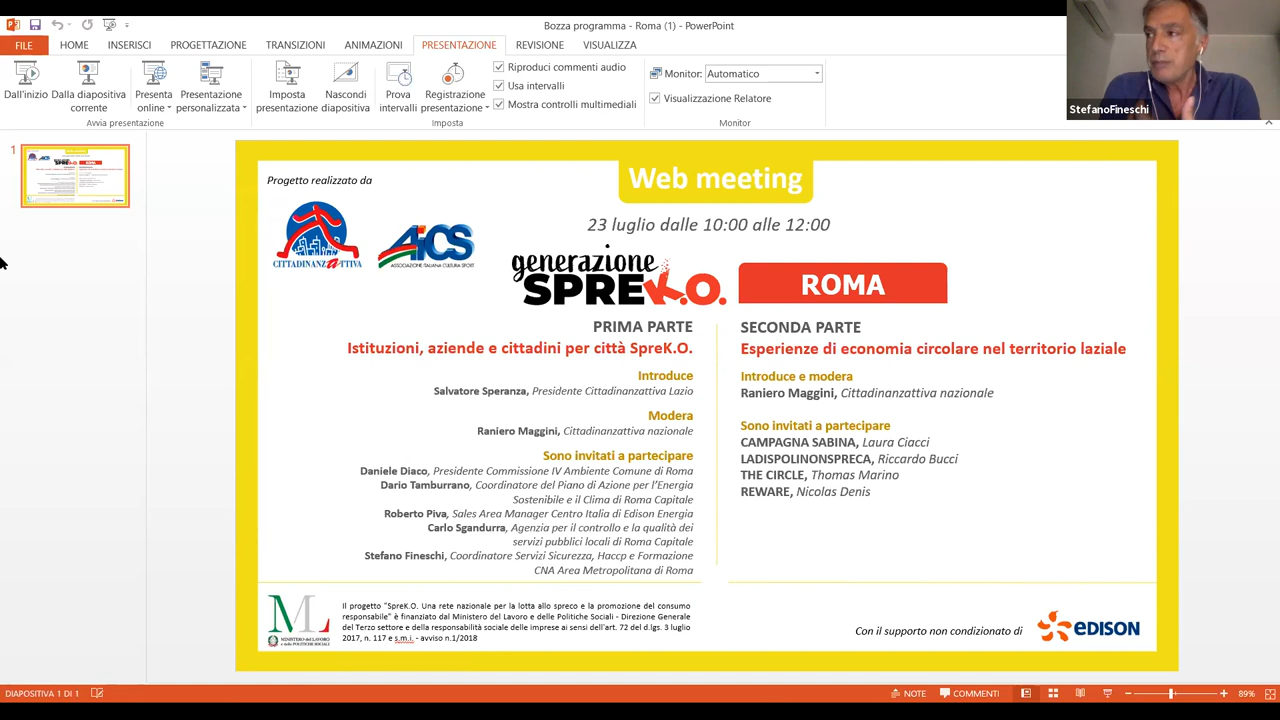 Bozza programma - Roma (1) - PowerPoint
FILE
HOME
INSERISCI
PROGETTAZIONE
TRANSIZIONI
ANIMAZIONI
PRESENTAZIONE
REVISIONE
VISUALIZZA
Dall'inizio
Dalla diapositiva corrente
Presenta online
Presentazione personalizzata
Avvia presentazione
Imposta presentazione
Nascondi diapositiva
Prova intervalli
Registrazione presentazione
Riproduci commenti audio
Usa intervalli
Mostra controlli multimediali
Imposta
Monitor: Automatico
Visualizzazione Relatore
Monitor
StefanoFineschi
1
Progetto realizzato da
CITTADINANZATTIVA
AiCS
ASSOCIAZIONE ITALIANA CULTURA SPORT
Web meeting
23 luglio dalle 10:00 alle 12:00
generazione
SPREK.O.
ROMA
PRIMA PARTE
Istituzioni, aziende e cittadini per città SpreK.O.
Introduce
Salvatore Speranza, Presidente Cittadinanzattiva Lazio
Modera
Raniero Maggini, Cittadinanzattiva nazionale
Sono invitati a partecipare
Daniele Diaco, Presidente Commissione IV Ambiente Comune di Roma
Dario Tamburrano, Coordinatore del Piano di Azione per l'Energia
Sostenibile e il Clima di Roma Capitale
Roberto Piva, Sales Area Manager Centro Italia di Edison Energia
Carlo Sgandurra, Agenzia per il controllo e la qualità dei
servizi pubblici locali di Roma Capitale
Stefano Fineschi, Coordinatore Servizi Sicurezza, Haccp e Formazione
CNA Area Metropolitana di Roma
SECONDA PARTE
Esperienze di economia circolare nel territorio laziale
Introduce e modera
Raniero Maggini, Cittadinanzattiva nazionale
Sono invitati a partecipare
CAMPAGNA SABINA, Laura Ciacci
LADISPOLINONSPRECA, Riccardo Bucci
THE CIRCLE, Thomas Marino
REWARE, Nicolas Denis
ML
MINISTERO del LAVORO
e delle POLITICHE SOCIALI
Il progetto "SpreK.O. Una rete nazionale per la lotta allo spreco e la promozione del consumo
responsabile" è finanziato dal Ministero del Lavoro e delle Politiche Sociali - Direzione Generale
del Terzo settore e della responsabilità sociale delle imprese ai sensi dell'art. 72 del d.lgs. 3 luglio
2017, n. 117 e s.m.i. - avviso n.1/2018
Con il supporto non condizionato di
EDISON
DIAPOSITIVA 1 DI 1
NOTE
COMMENTI
89%